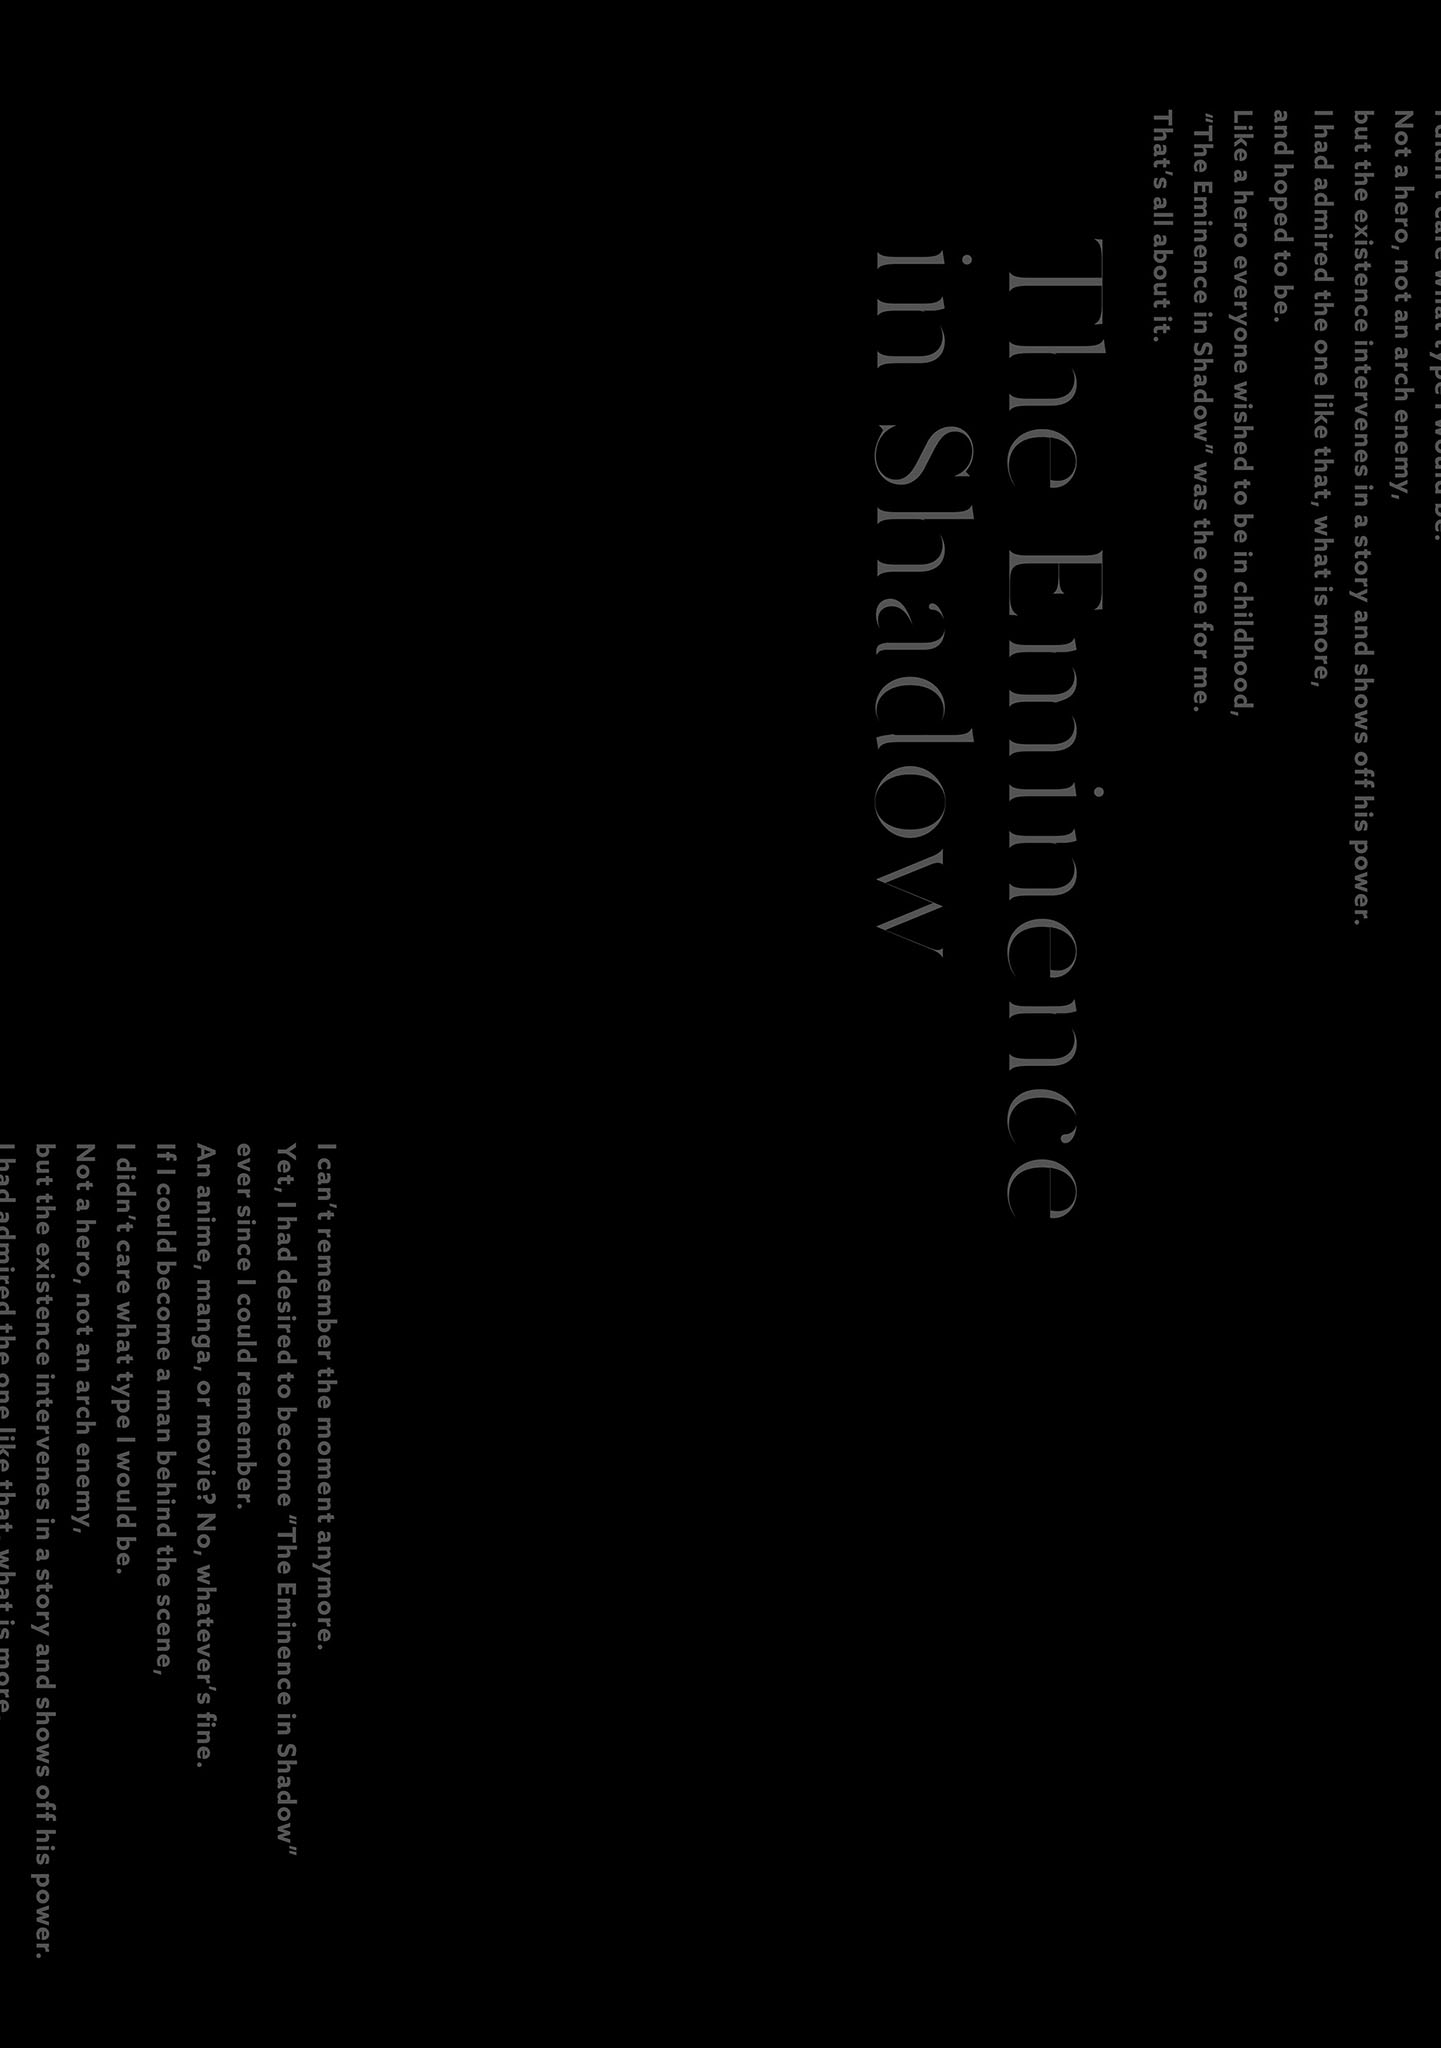 I didn't care what type I would be.
Not a hero, not an arch enemy,
but the existence intervenes in a story and shows off his power.
I had admired the one like that, what is more,
and hoped to be.
Like a hero everyone wished to be in childhood,
"The Eminence in Shadow" was the one for me.
That's all about it.
The Eminence
in Shadow
I can't remember the moment anymore.
Yet, I had desired to become "The Eminence in Shadow"
ever since I could remember.
An anime, manga, or movie? No, whatever's fine.
If I could become a man behind the scene,
I didn't care what type I would be.
Not a hero, not an arch enemy,
but the existence intervenes in a story and shows off his power.
I had admired the one like that, what is more,